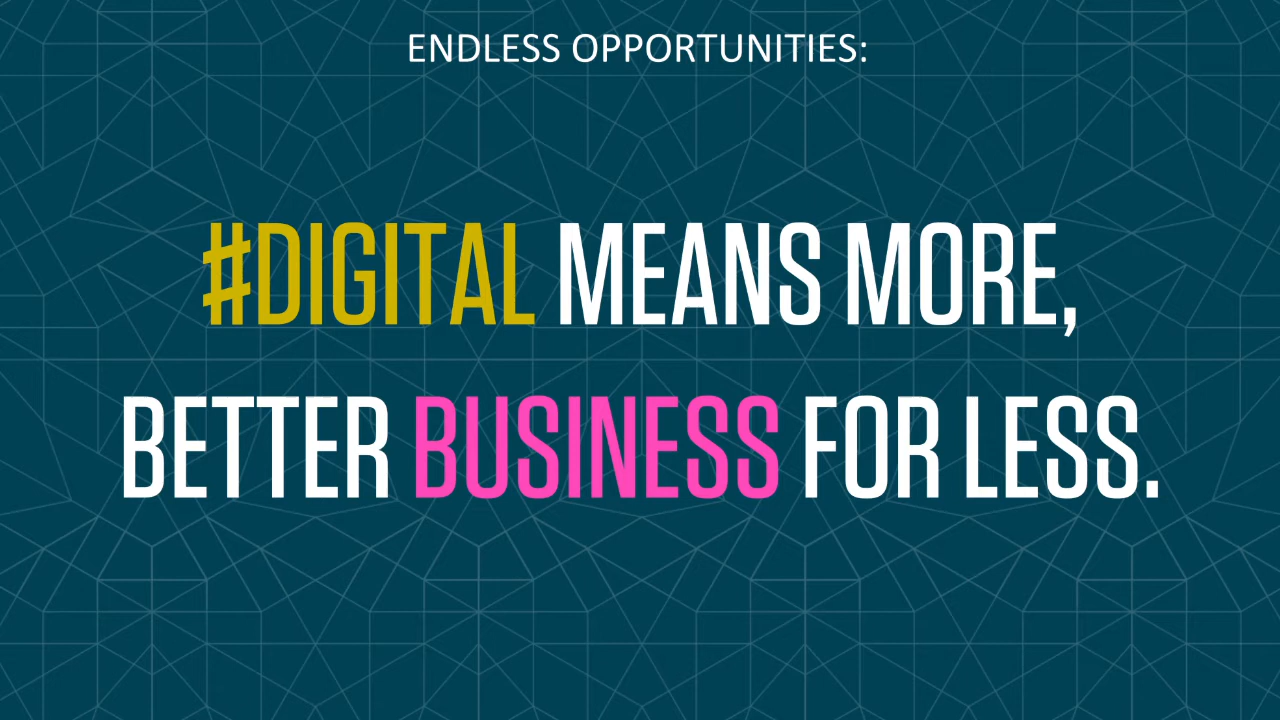 ENDLESS OPPORTUNITIES:
#DIGITAL MEANS MORE,
BETTER BUSINESS FOR LESS.